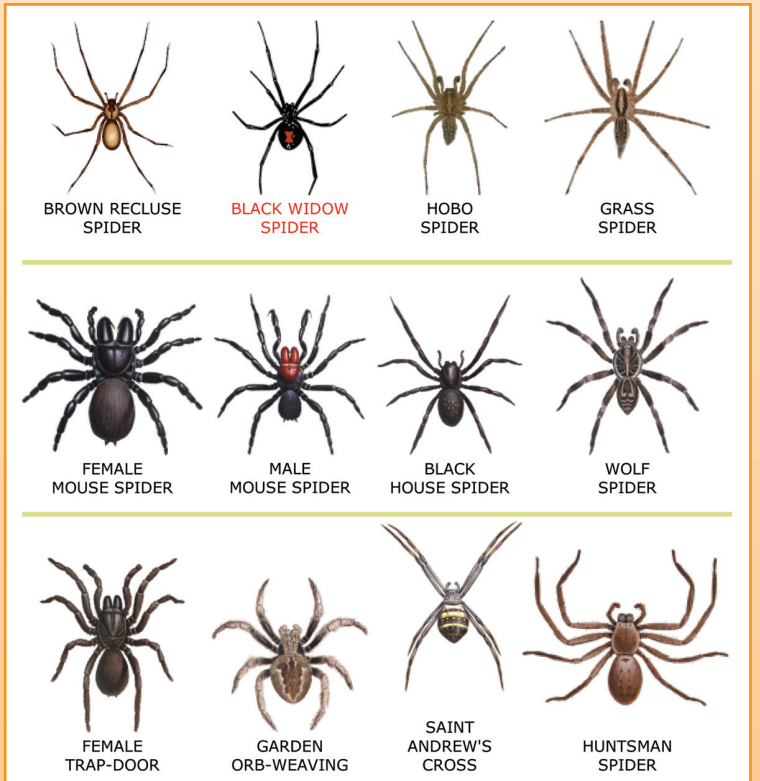 BROWN RECLUSE
SPIDER
BLACK WIDOW
SPIDER
HOBO
SPIDER
GRASS
SPIDER
FEMALE
MOUSE SPIDER
MALE
MOUSE SPIDER
BLACK
HOUSE SPIDER
WOLF
SPIDER
FEMALE
TRAP-DOOR
GARDEN
ORB-WEAVING
SAINT
ANDREW'S
CROSS
HUNTSMAN
SPIDER